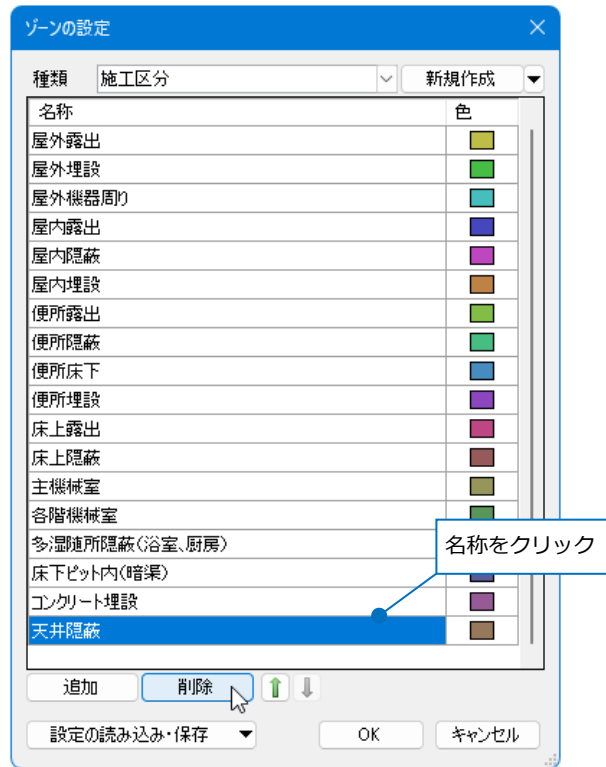 ゾーンの設定
種類 施工区分 新規作成
名称 色
屋外露出
屋外埋設
屋外機器周り
屋内露出
屋内隠蔽
屋内埋設
便所露出
便所隠蔽
便所床下
便所埋設
床上露出
床上隠蔽
主機械室
各階機械室
多湿随所隠蔽(浴室、厨房)
名称をクリック
床下ピット内(暗渠)
コンクリート埋設
天井隠蔽
追加 削除
設定の読み込み・保存 OK キャンセル